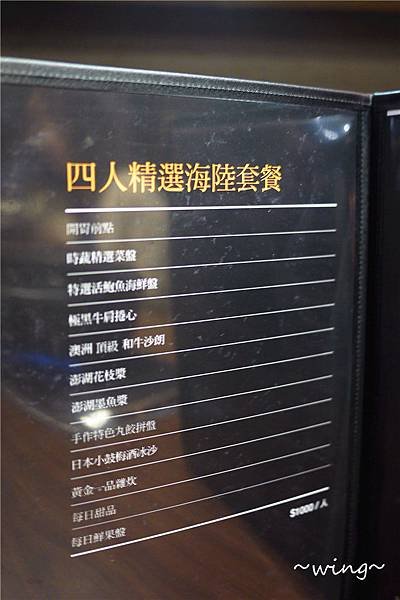 四人精選海陸套餐
開胃前點
時蔬精選菜盤
特選活鮑魚海鮮盤
極黑牛肩捲心
澳洲 頂級 和牛沙朗
澎湖花枝漿
澎湖墨魚漿
手作特色丸餃拼盤
日本小鼓梅酒冰沙
黃金一品雜炊
每日甜品
每日鮮果盤
$1000 / 人
~wing~